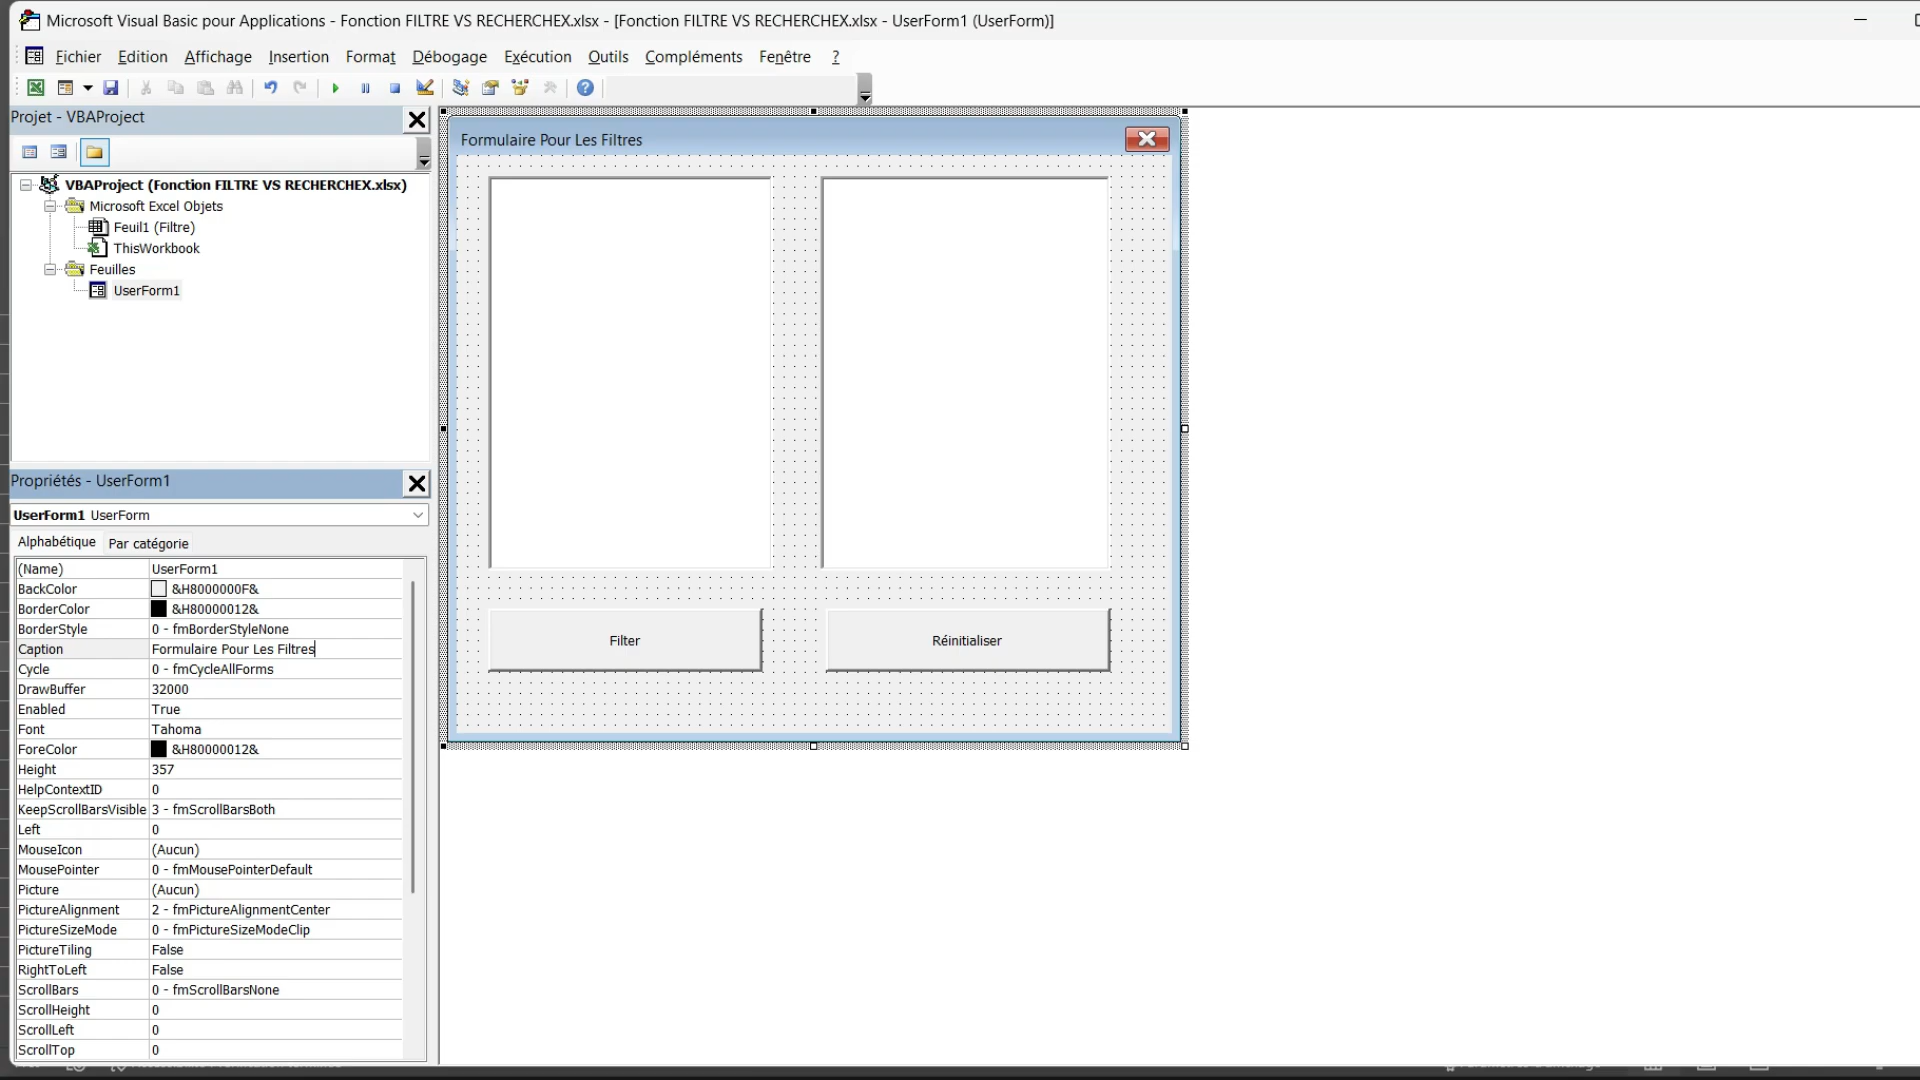 Microsoft Visual Basic pour Applications - Fonction FILTRE VS RECHERCHEX.xlsx - [Fonction FILTRE VS RECHERCHEX.xlsx - UserForm1 (UserForm)]
Fichier Edition Affichage Insertion Format Débogage Exécution Outils Compléments Fenêtre ?
Projet - VBAProject
VBAProject (Fonction FILTRE VS RECHERCHEX.xlsx)
Microsoft Excel Objets
Feuil1 (Filtre)
ThisWorkbook
Feuilles
UserForm1
Propriétés - UserForm1
UserForm1 UserForm
Alphabétique Par catégorie
(Name) UserForm1
BackColor &H8000000F&
BorderColor &H80000012&
BorderStyle 0 - fmBorderStyleNone
Caption Formulaire Pour Les Filtres
Cycle 0 - fmCycleAllForms
DrawBuffer 32000
Enabled True
Font Tahoma
ForeColor &H80000012&
Height 357
HelpContextID 0
KeepScrollBarsVisible 3 - fmScrollBarsBoth
Left 0
MouseIcon (Aucun)
MousePointer 0 - fmMousePointerDefault
Picture (Aucun)
PictureAlignment 2 - fmPictureAlignmentCenter
PictureSizeMode 0 - fmPictureSizeModeClip
PictureTiling False
RightToLeft False
ScrollBars 0 - fmScrollBarsNone
ScrollHeight 0
ScrollLeft 0
ScrollTop 0
Formulaire Pour Les Filtres
Filter
Réinitialiser